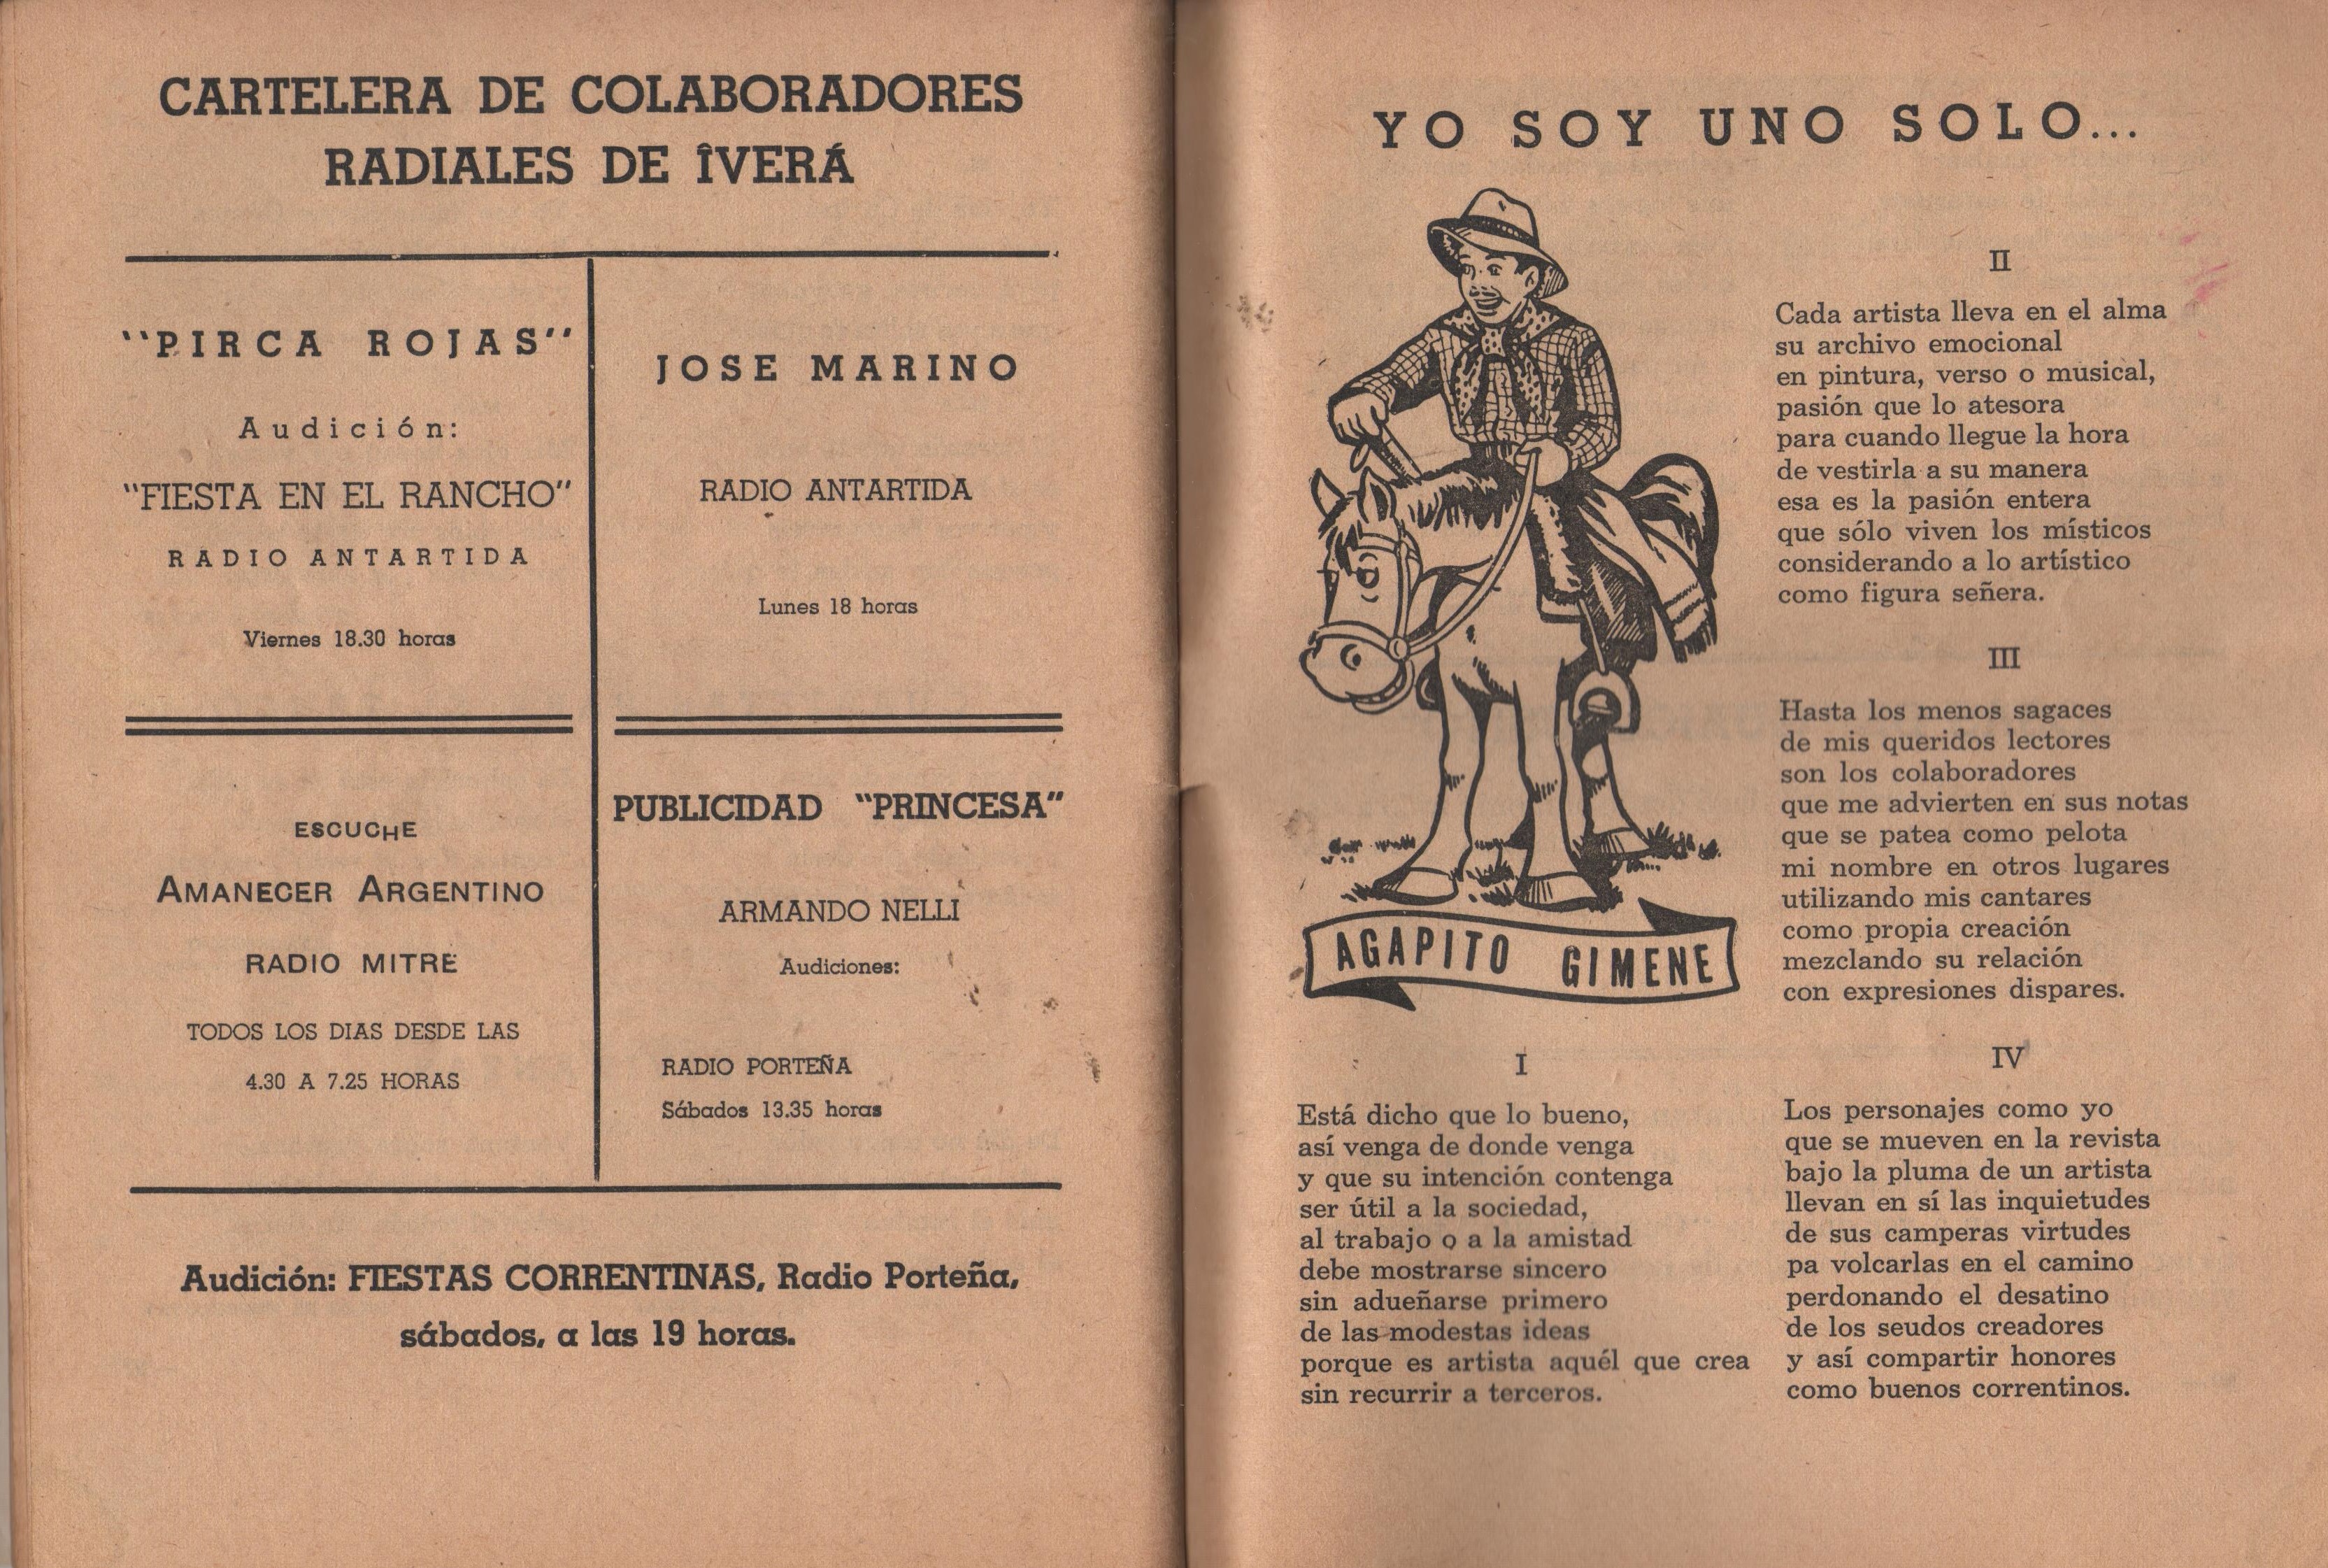 CARTELERA DE COLABORADORES
RADIALES DE ÎVERÁ
"PIRCA ROJAS"
Audición:
"FIESTA EN EL RANCHO"
RADIO ANTARTIDA
Viernes 18.30 horas
JOSE MARINO
RADIO ANTARTIDA
Lunes 18 horas
ESCUCHE
AMANECER ARGENTINO
RADIO MITRE
TODOS LOS DIAS DESDE LAS
4.30 A 7.25 HORAS
PUBLICIDAD "PRINCESA"
ARMANDO NELLI
Audiciones:
RADIO PORTEÑA
Sábados 13.35 horas
Audición: FIESTAS CORRENTINAS, Radio Porteña,
sábados, a las 19 horas.
YO SOY UNO SOLO...
AGAPITO GIMENE
I
Está dicho que lo bueno,
así venga de donde venga
y que su intención contenga
ser útil a la sociedad,
al trabajo o a la amistad
debe mostrarse sincero
sin adueñarse primero
de las modestas ideas
porque es artista aquél que crea
sin recurrir a terceros.
II
Cada artista lleva en el alma
su archivo emocional
en pintura, verso o musical,
pasión que lo atesora
para cuando llegue la hora
de vestirla a su manera
esa es la pasión entera
que sólo viven los místicos
considerando a lo artístico
como figura señera.
III
Hasta los menos sagaces
de mis queridos lectores
son los colaboradores
que me advierten en sus notas
que se patea como pelota
mi nombre en otros lugares
utilizando mis cantares
como propia creación
mezclando su relación
con expresiones dispares.
IV
Los personajes como yo
que se mueven en la revista
bajo la pluma de un artista
llevan en sí las inquietudes
de sus camperas virtudes
pa volcarlas en el camino
perdonando el desatino
de los seudos creadores
y así compartir honores
como buenos correntinos.